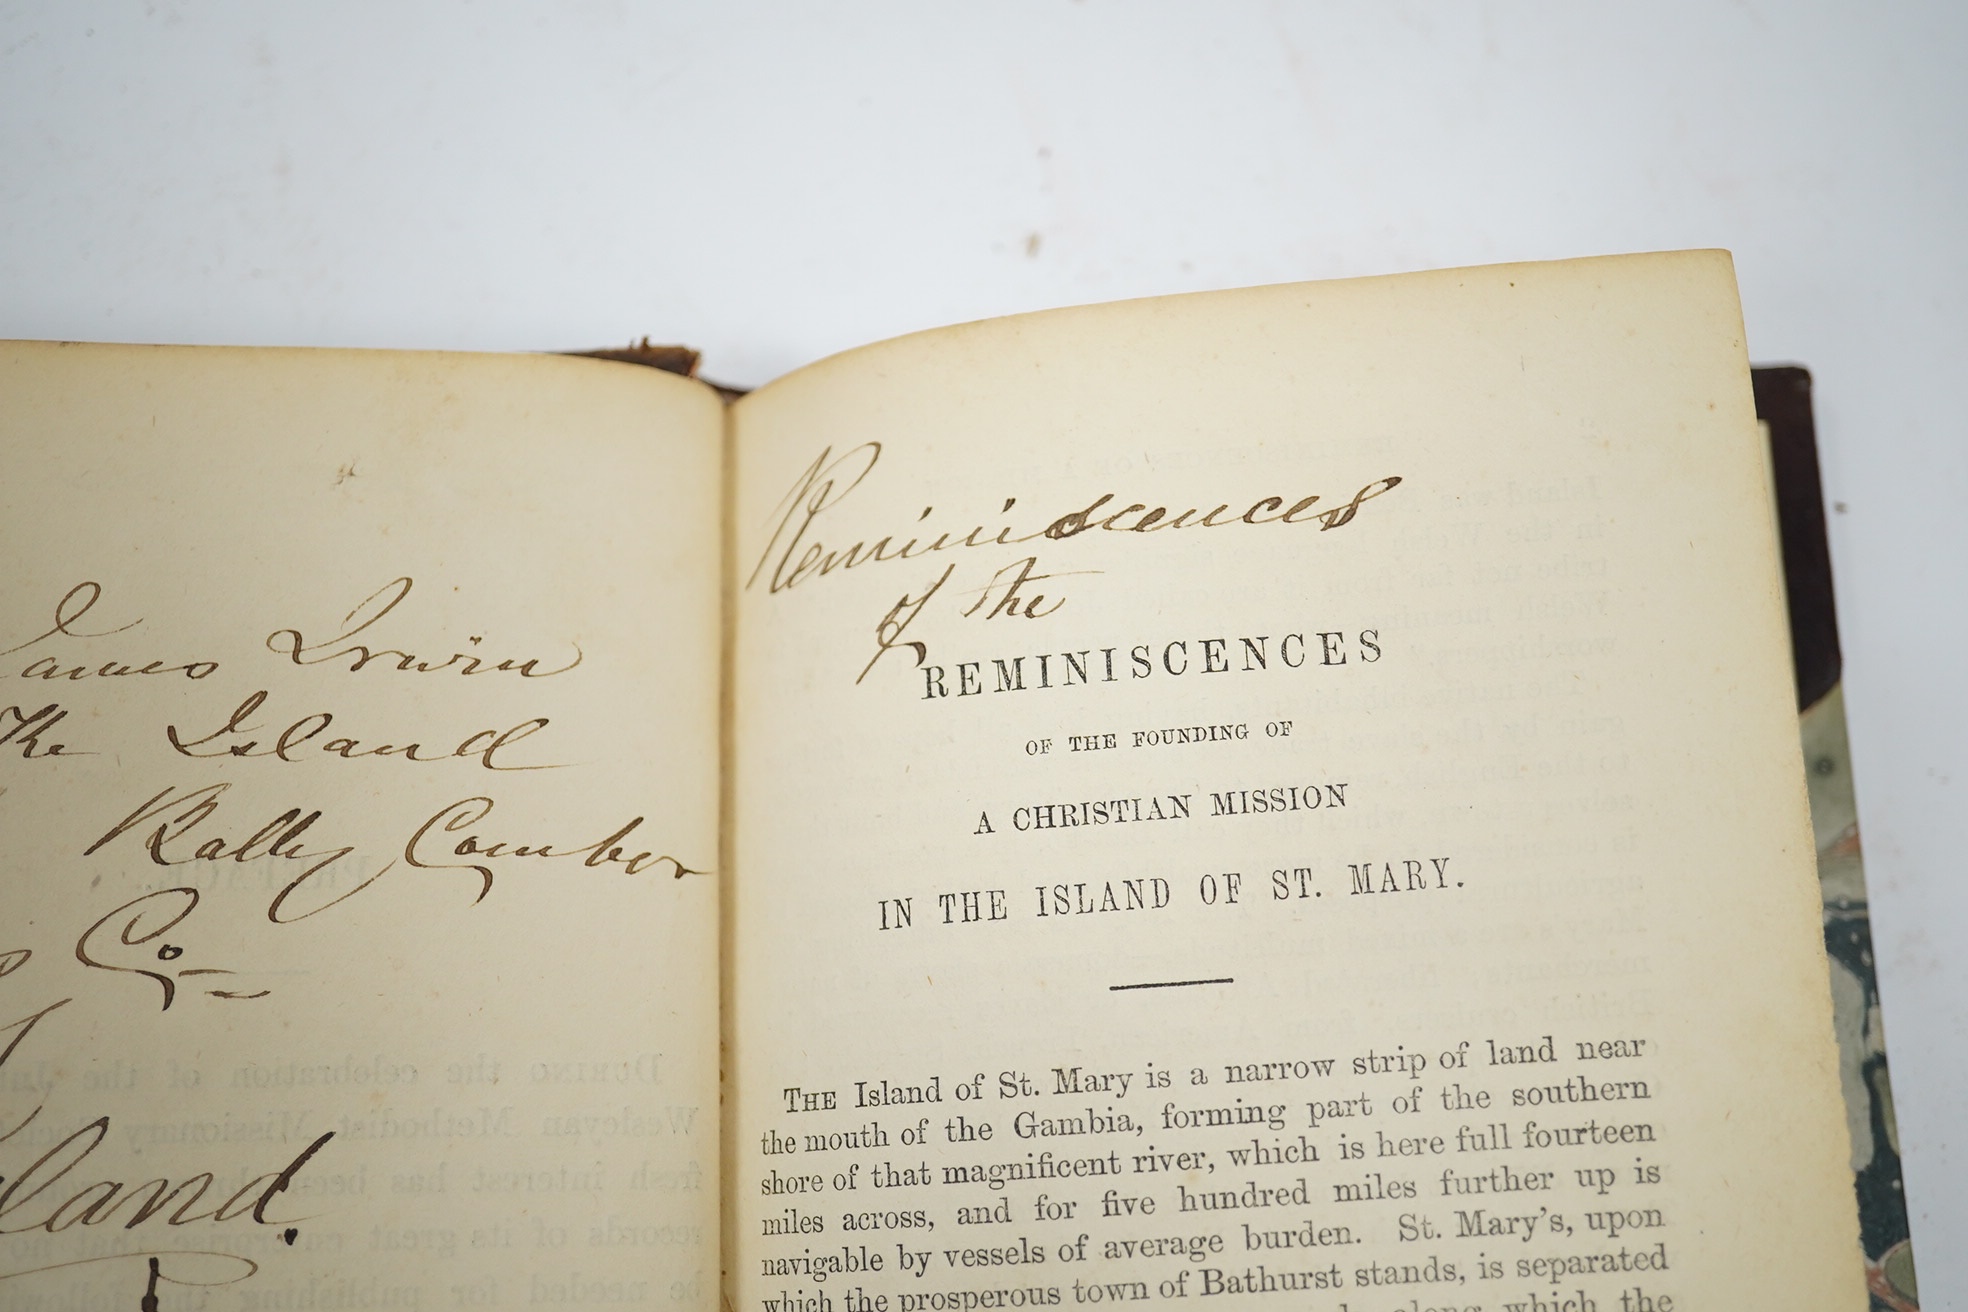 James Irwin
The Island
Bally Comber
Co
land.
Reminiscences
of the
REMINISCENCES
OF THE FOUNDING OF
A CHRISTIAN MISSION
IN THE ISLAND OF ST. MARY.
THE Island of St. Mary is a narrow strip of land near
the mouth of the Gambia, forming part of the southern
shore of that magnificent river, which is here full fourteen
miles across, and for five hundred miles further up is
navigable by vessels of average burden. St. Mary's, upon
which the prosperous town of Bathurst stands, is separated
along which the